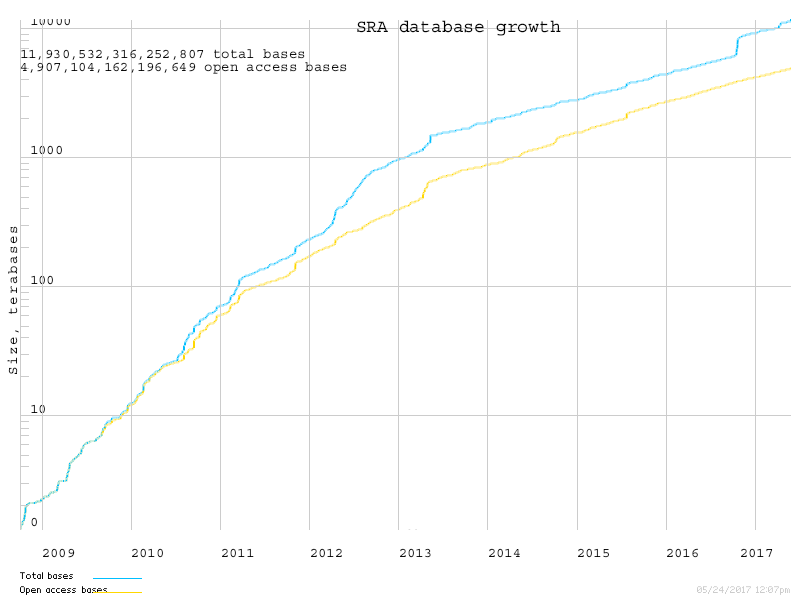 10000
SRA database growth
11,930,532,316,252,807 total bases
4,907,104,162,196,649 open access bases
1000
100
10
0
Size, terabases
2009 2010 2011 2012 2013 2014 2015 2016 2017
Total bases
Open access bases
05/24/2017 12:07pm